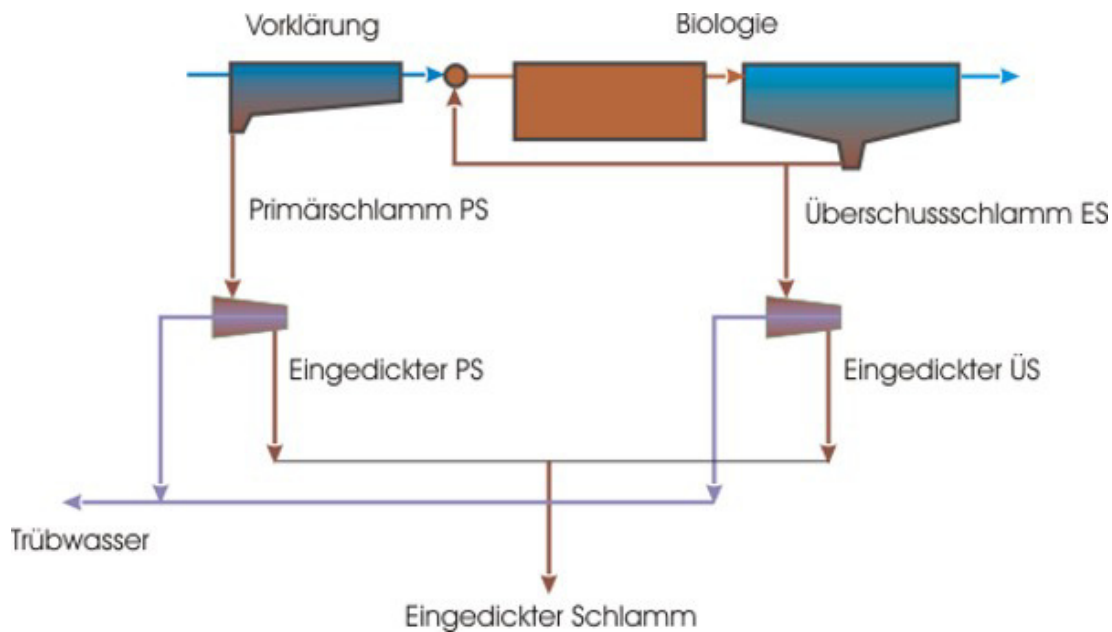 Vorklärung
Biologie
Primärschlamm PS
Überschussschlamm ES
Eingedickter PS
Eingedickter ÜS
Trübwasser
Eingedickter Schlamm